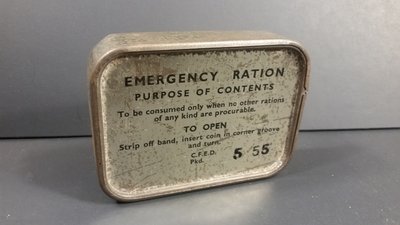 EMERGENCY RATION
PURPOSE OF CONTENTS
To be consumed only when no other rations
of any kind are procurable.
TO OPEN
Strip off band, insert coin in corner groove
and turn.
C.F.E.D.
Pkd. 5 55